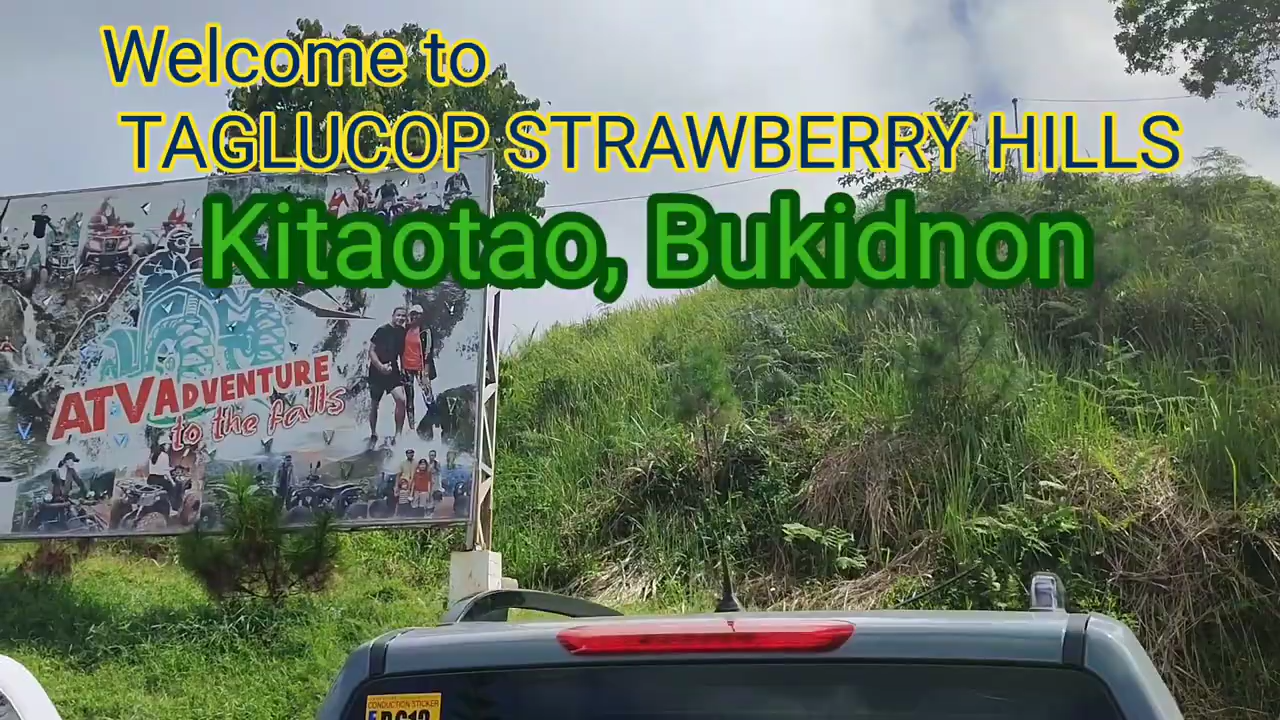 Welcome to
TAGLUCOP STRAWBERRY HILLS
Kitaotao, Bukidnon
ATV ADVENTURE
to the falls
CONDUCTION STICKER